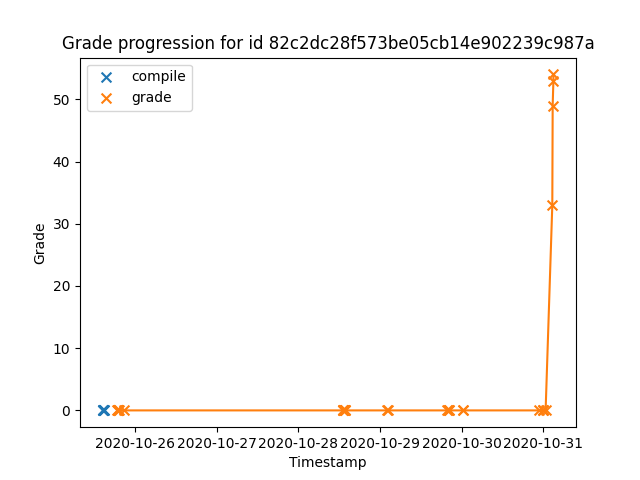 Grade progression for id 82c2dc28f573be05cb14e902239c987a
compile
grade
50
40
30
20
10
0
Grade
2020-10-26 2020-10-27 2020-10-28 2020-10-29 2020-10-30 2020-10-31
Timestamp